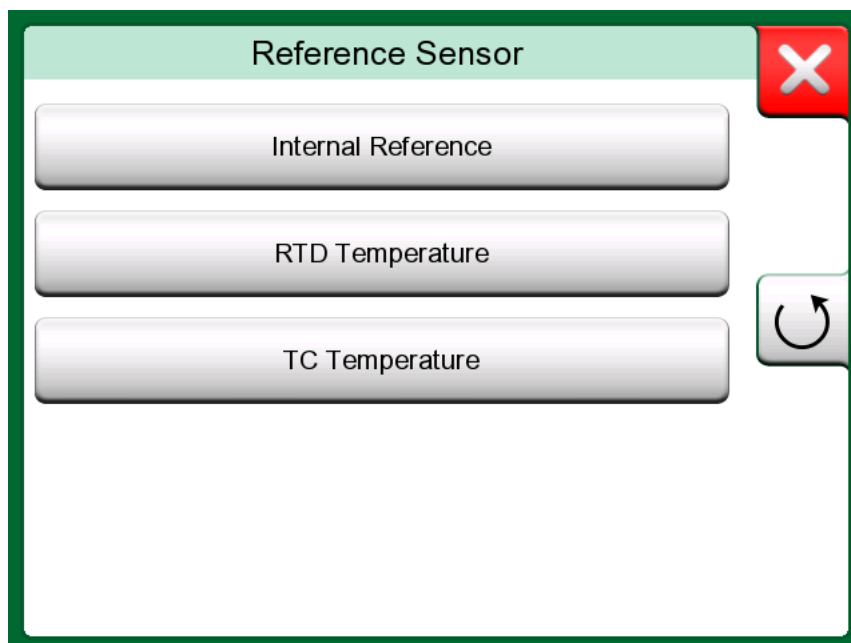 Reference Sensor
Internal Reference
RTD Temperature
TC Temperature